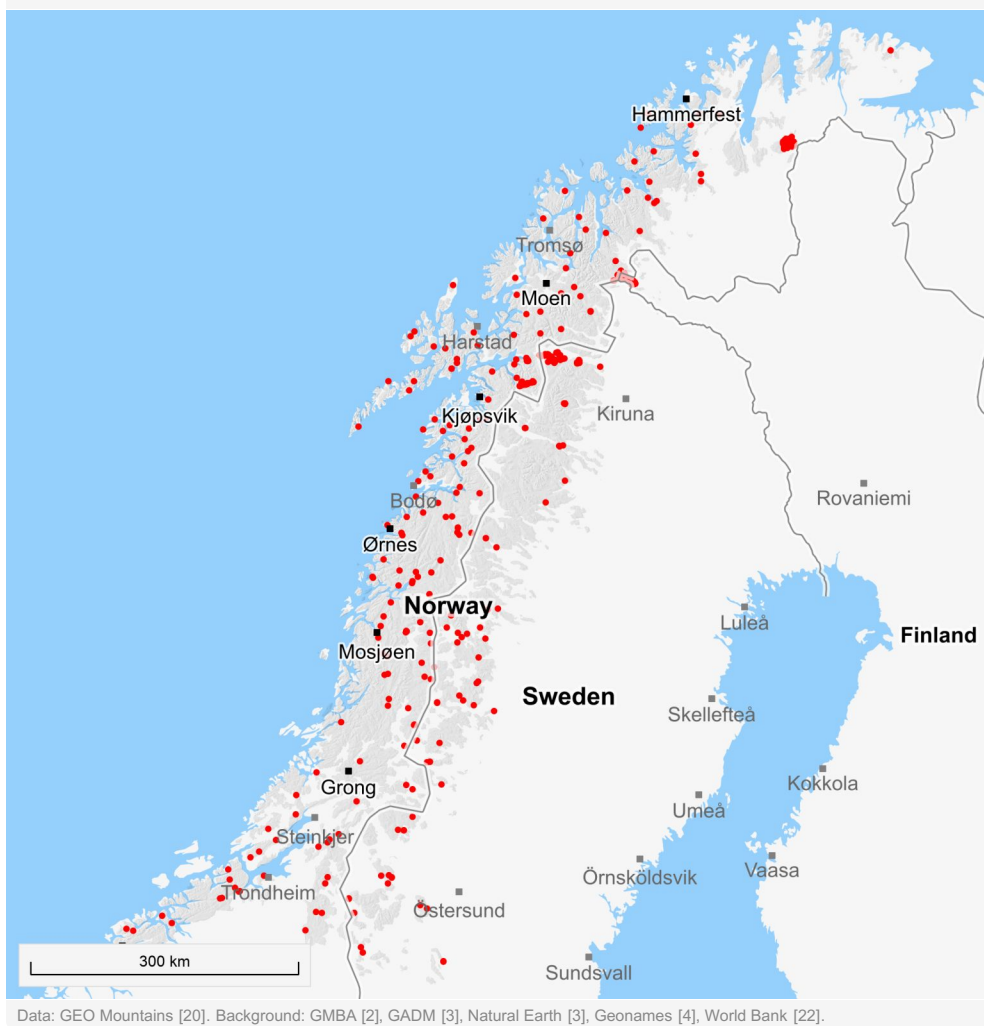 Hammerfest
Tromsø
Moen
Harstad
Kjøpsvik
Kiruna
Bodø
Rovaniemi
Ørnes
Norway
Luleå
Finland
Mosjøen
Sweden
Skellefteå
Kokkola
Grong
Umeå
Steinkjer
Vaasa
Örnsköldsvik
Trondheim
Östersund
300 km
Sundsvall
Data: GEO Mountains [20]. Background: GMBA [2], GADM [3], Natural Earth [3], Geonames [4], World Bank [22].